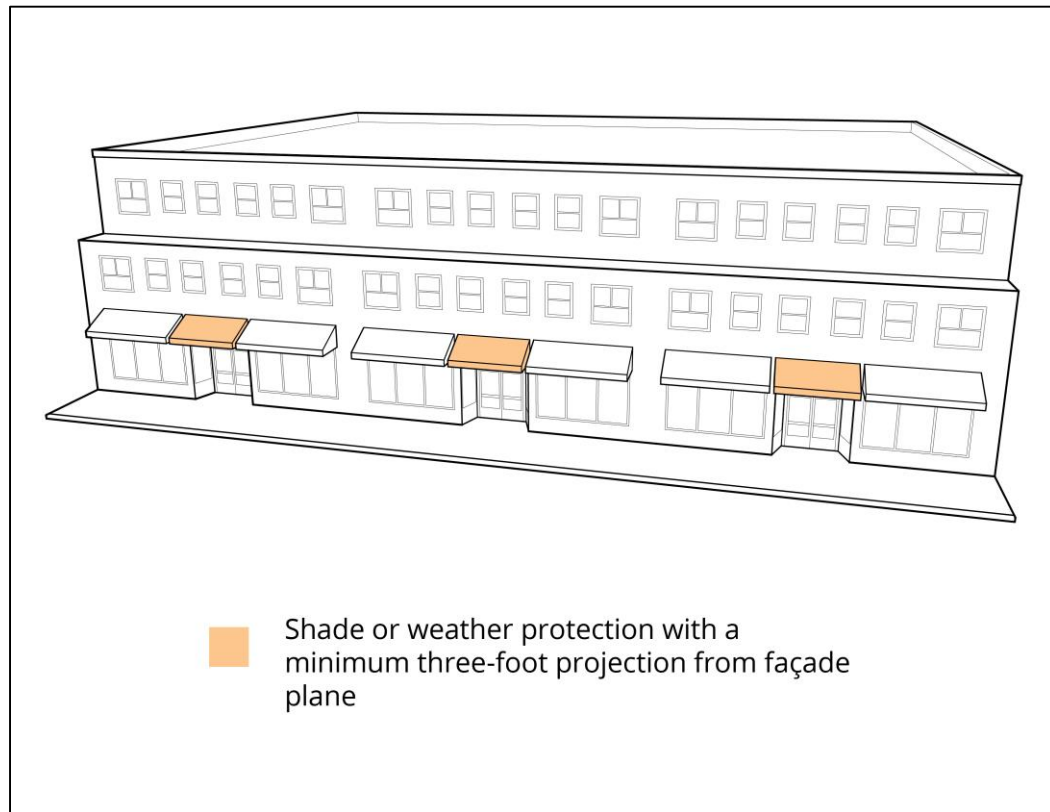 Shade or weather protection with a
minimum three-foot projection from façade
plane